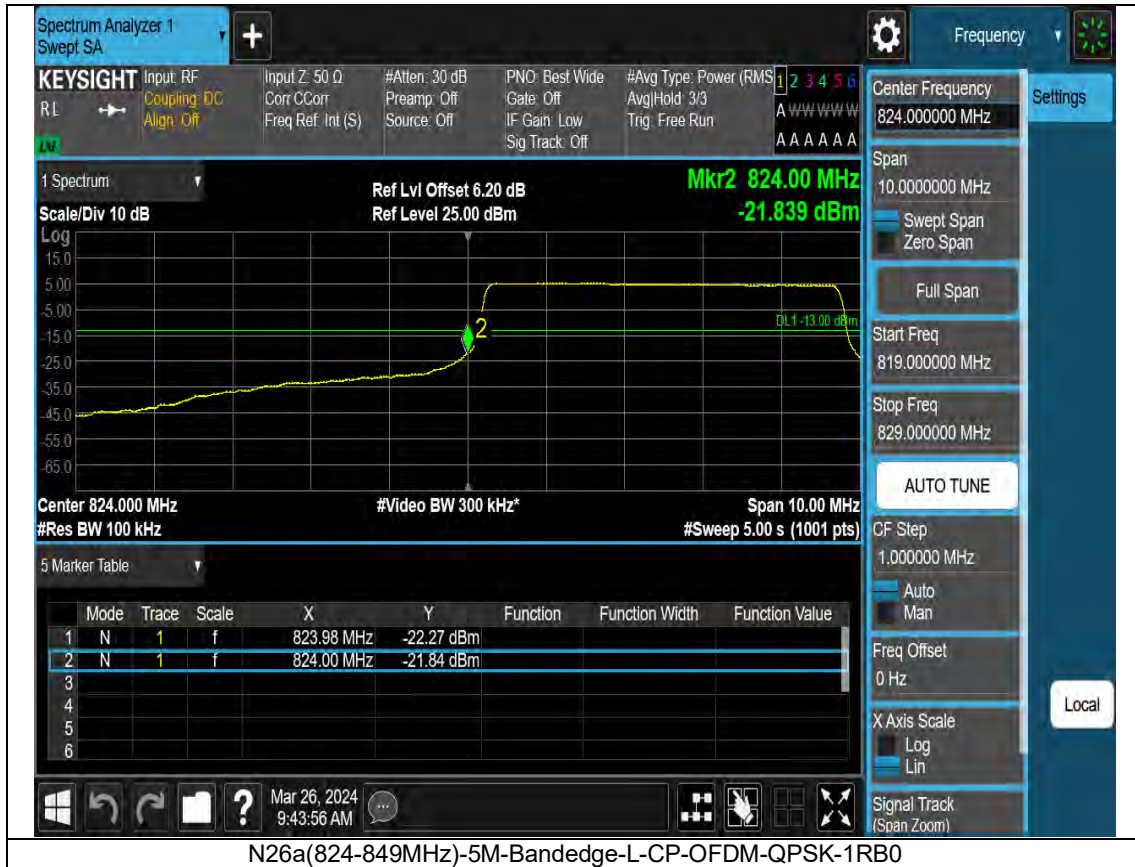 Spectrum Analyzer 1
Swept SA
Frequency
KEYSIGHT
RL
Input: RF
Coupling: DC
Align: Off
Input Z: 50 Ω
Corr CCorr
Freq Ref: Int (S)
#Atten: 30 dB
Preamp: Off
Source: Off
PNO: Best Wide
Gate: Off
IF Gain: Low
Sig Track: Off
#Avg Type: Power (RMS
Avg|Hold: 3/3
Trig: Free Run
1 2 3 4 5 6
A W W W W W
A A A A A A
1 Spectrum
Scale/Div 10 dB
Ref Lvl Offset 6.20 dB
Ref Level 25.00 dBm
Mkr2 824.00 MHz
-21.839 dBm
Log
15.0
5.00
-5.00
-15.0
-25.0
-35.0
-45.0
-55.0
-65.0
2
DL1 -13.00 dBm
Center 824.000 MHz
#Video BW 300 kHz*
Span 10.00 MHz
#Res BW 100 kHz
#Sweep 5.00 s (1001 pts)
5 Marker Table
Mode Trace Scale X Y Function Function Width Function Value
1 N 1 f 823.98 MHz -22.27 dBm
2 N 1 f 824.00 MHz -21.84 dBm
3
4
5
6
Mar 26, 2024
9:43:56 AM
Center Frequency
824.000000 MHz
Settings
Span
10.0000000 MHz
Swept Span
Zero Span
Full Span
Start Freq
819.000000 MHz
Stop Freq
829.000000 MHz
AUTO TUNE
CF Step
1.000000 MHz
Auto
Man
Freq Offset
0 Hz
X Axis Scale
Log
Lin
Signal Track
(Span Zoom)
Local
N26a(824-849MHz)-5M-Bandedge-L-CP-OFDM-QPSK-1RB0